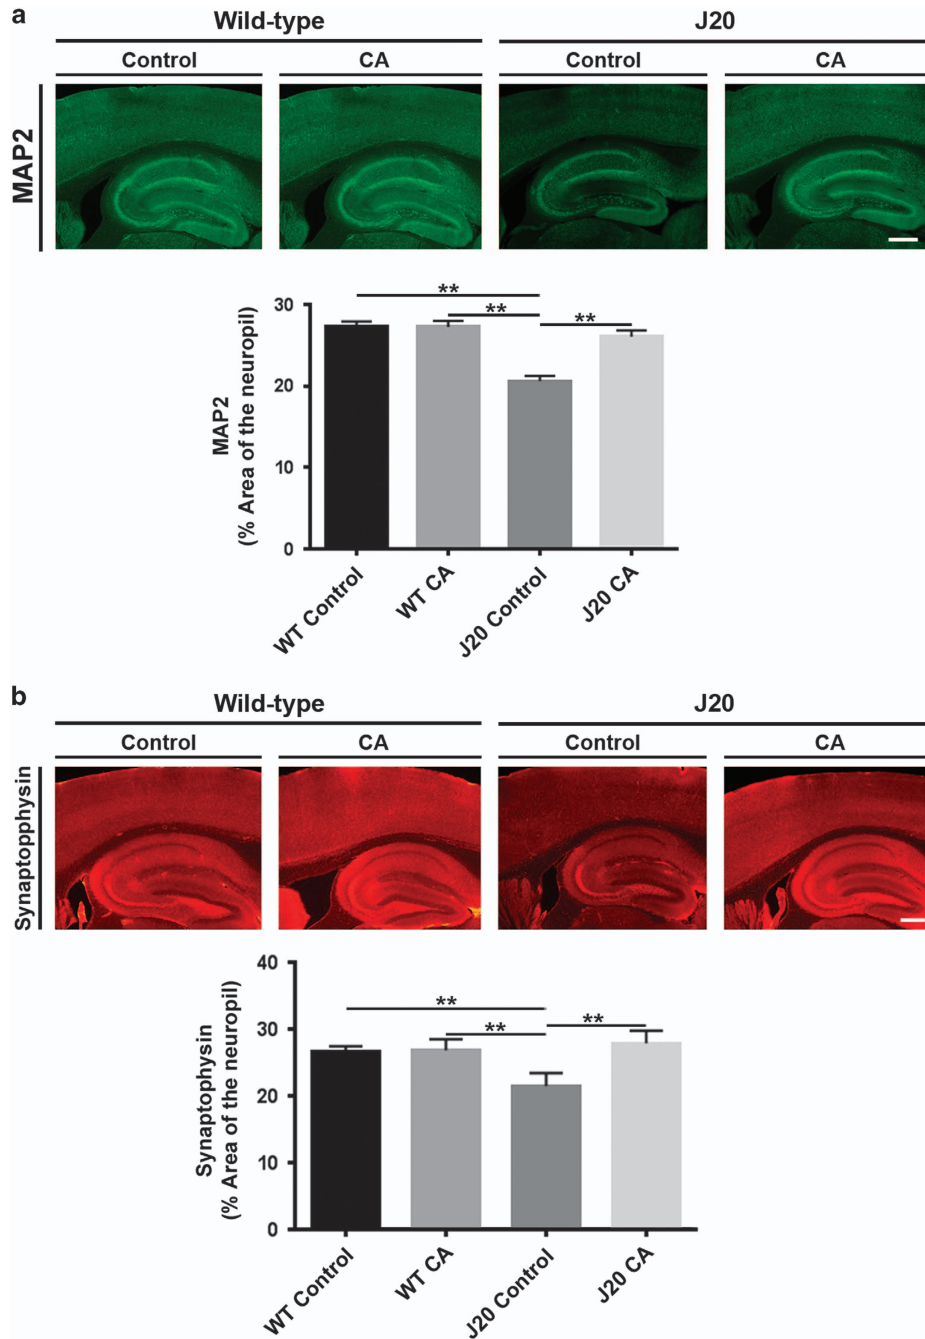 a
Wild-type J20
Control CA Control CA
MAP2
** 
** **
30
20
10
0
MAP2
(% Area of the neuropil)
WT Control
WT CA
J20 Control
J20 CA
b
Wild-type J20
Control CA Control CA
Synaptopphysin
**
** **
40
30
20
10
0
Synaptophysin
(% Area of the neuropil)
WT Control
WT CA
J20 Control
J20 CA